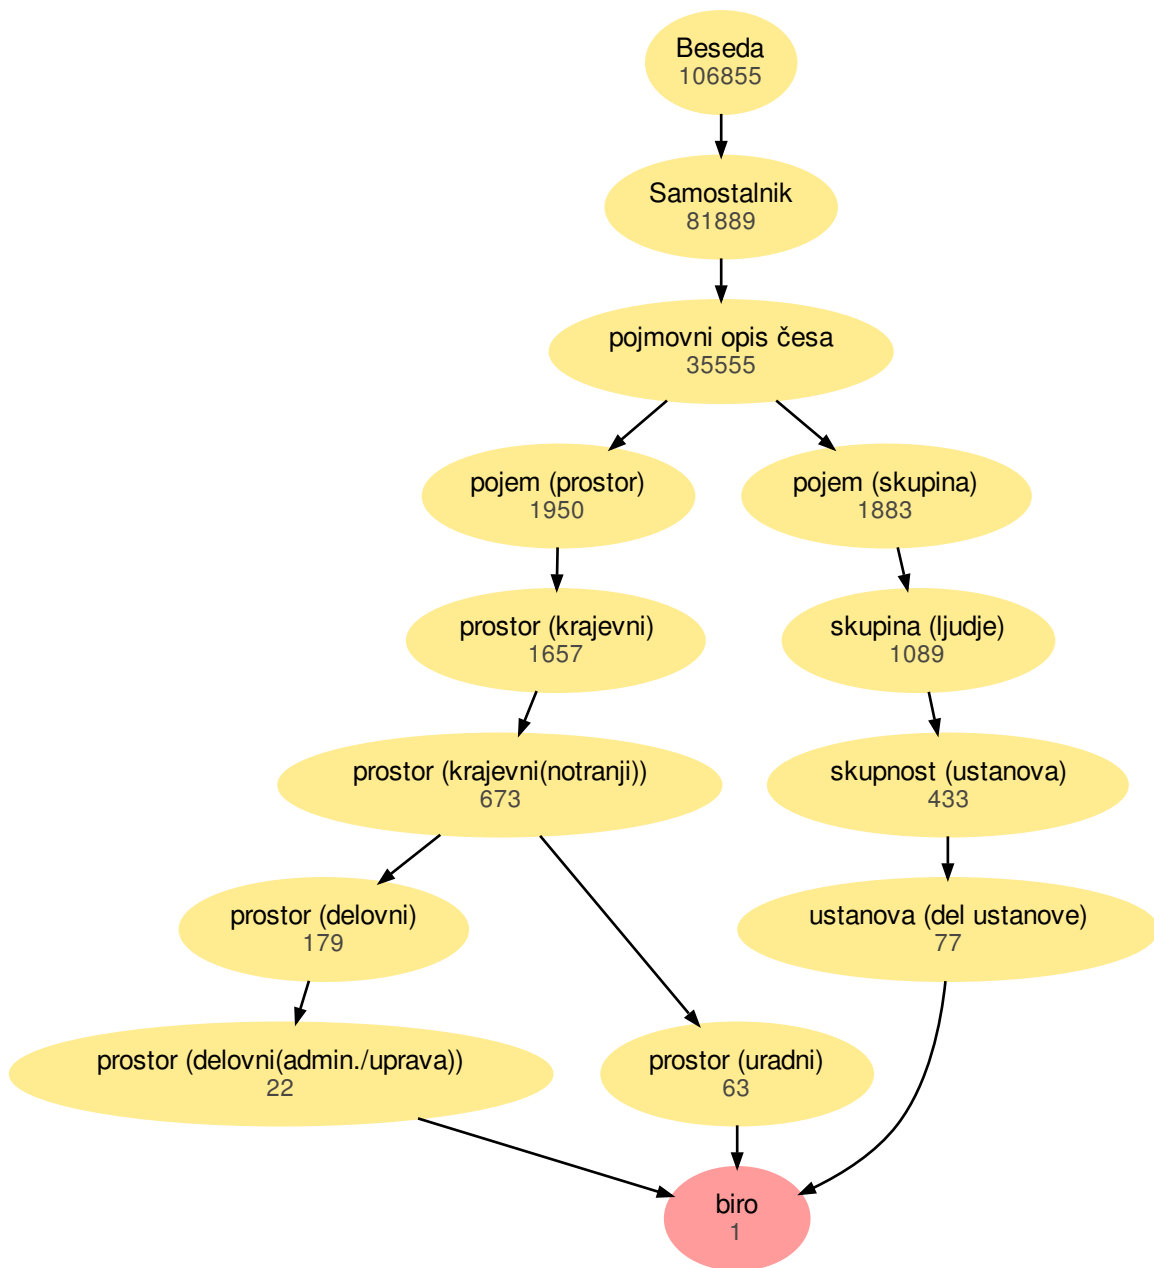 Beseda
106855
Samostalnik
81889
pojmovni opis česa
35555
pojem (prostor)
1950
pojem (skupina)
1883
prostor (krajevni)
1657
skupina (ljudje)
1089
prostor (krajevni(notranji))
673
skupnost (ustanova)
433
prostor (delovni)
179
ustanova (del ustanove)
77
prostor (delovni(admin./uprava))
22
prostor (uradni)
63
biro
1